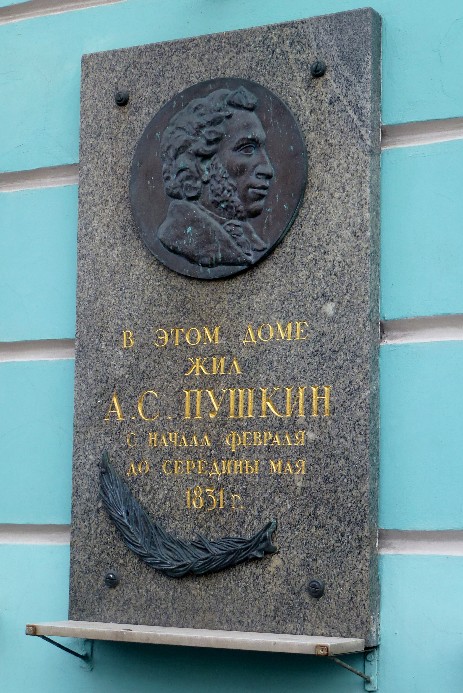 В ЭТОМ ДОМЕ
ЖИЛ
А.С. ПУШКИН
С НАЧАЛА ФЕВРАЛЯ
ДО СЕРЕДИНЫ МАЯ
1831 г.